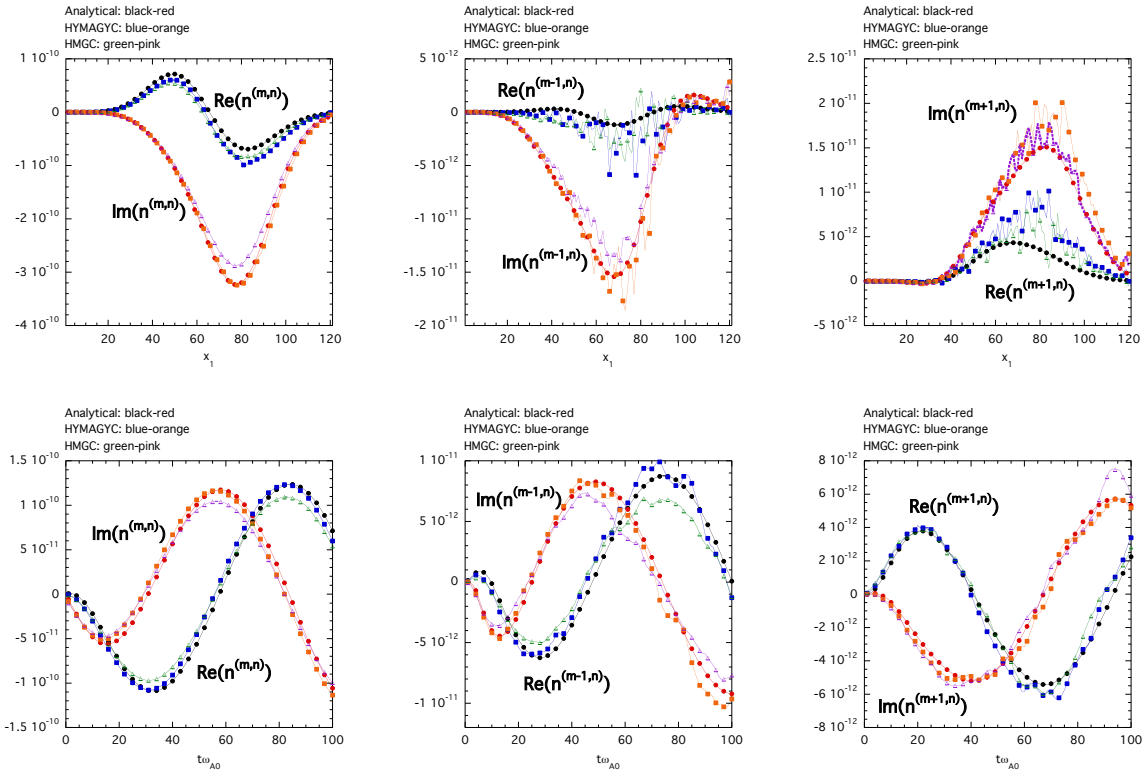 Analytical: black-red
HYMAGYC: blue-orange
HMGC: green-pink
1 10^-10
0
-1 10^-10
-2 10^-10
-3 10^-10
-4 10^-10
0 20 40 60 80 100 120
x_1
Re(n^(m,n))
Im(n^(m,n))
Analytical: black-red
HYMAGYC: blue-orange
HMGC: green-pink
5 10^-12
0
-5 10^-12
-1 10^-11
-1.5 10^-11
-2 10^-11
0 20 40 60 80 100 120
x_1
Re(n^(m-1,n))
Im(n^(m-1,n))
Analytical: black-red
HYMAGYC: blue-orange
HMGC: green-pink
2.5 10^-11
2 10^-11
1.5 10^-11
1 10^-11
5 10^-12
0
-5 10^-12
0 20 40 60 80 100 120
x_1
Im(n^(m+1,n))
Re(n^(m+1,n))
Analytical: black-red
HYMAGYC: blue-orange
HMGC: green-pink
1.5 10^-10
1 10^-10
5 10^-11
0
-5 10^-11
-1 10^-10
-1.5 10^-10
0 20 40 60 80 100
tω_A0
Im(n^(m,n))
Re(n^(m,n))
Analytical: black-red
HYMAGYC: blue-orange
HMGC: green-pink
1 10^-11
5 10^-12
0
-5 10^-12
-1 10^-11
0 20 40 60 80 100
tω_A0
Im(n^(m-1,n))
Re(n^(m-1,n))
Analytical: black-red
HYMAGYC: blue-orange
HMGC: green-pink
8 10^-12
6 10^-12
4 10^-12
2 10^-12
0
-2 10^-12
-4 10^-12
-6 10^-12
-8 10^-12
0 20 40 60 80 100
tω_A0
Re(n^(m+1,n))
Im(n^(m+1,n))